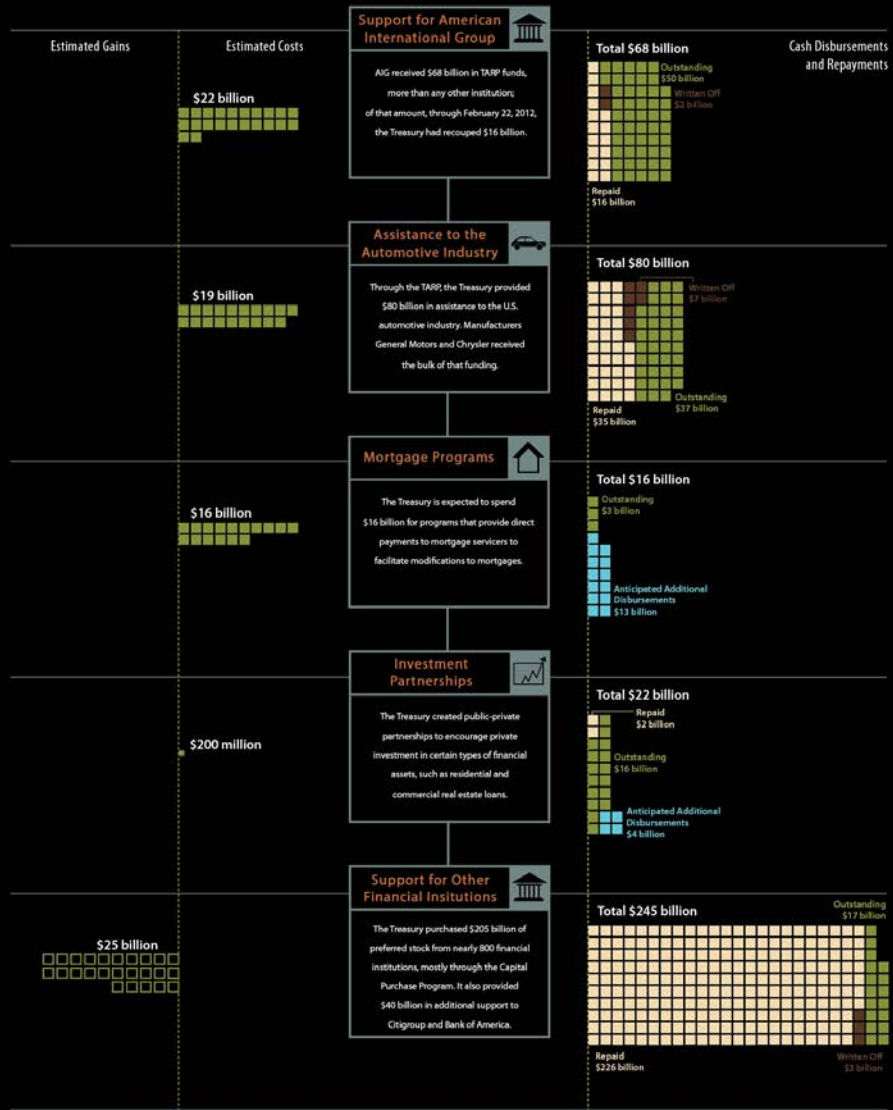 Estimated Gains
Estimated Costs
Support for American
International Group
Cash Disbursements
and Repayments
$22 billion
AIG received $68 billion in TARP funds,
more than any other institution;
of that amount, through February 22, 2012,
the Treasury had recouped $16 billion.
Total $68 billion
Outstanding
$50 billion
Written Off
$2 billion
Repaid
$16 billion
Assistance to the
Automotive Industry
$19 billion
Through the TARP, the Treasury provided
$80 billion in assistance to the U.S.
automotive industry. Manufacturers
General Motors and Chrysler received
the bulk of that funding.
Total $80 billion
Written Off
$7 billion
Outstanding
$37 billion
Repaid
$35 billion
Mortgage Programs
$16 billion
The Treasury is expected to spend
$16 billion for programs that provide direct
payments to mortgage servicers to
facilitate modifications to mortgages.
Total $16 billion
Outstanding
$3 billion
Anticipated Additional
Disbursements
$13 billion
Investment
Partnerships
$200 million
The Treasury created public-private
partnerships to encourage private
investment in certain types of financial
assets, such as residential and
commercial real estate loans.
Total $22 billion
Repaid
$2 billion
Outstanding
$16 billion
Anticipated Additional
Disbursements
$4 billion
Support for Other
Financial Insitutions
$25 billion
The Treasury purchased $205 billion of
preferred stock from nearly 800 financial
institutions, mostly through the Capital
Purchase Program. It also provided
$40 billion in additional support to
Citigroup and Bank of America.
Total $245 billion
Outstanding
$17 billion
Repaid
$226 billion
Written Off
$3 billion